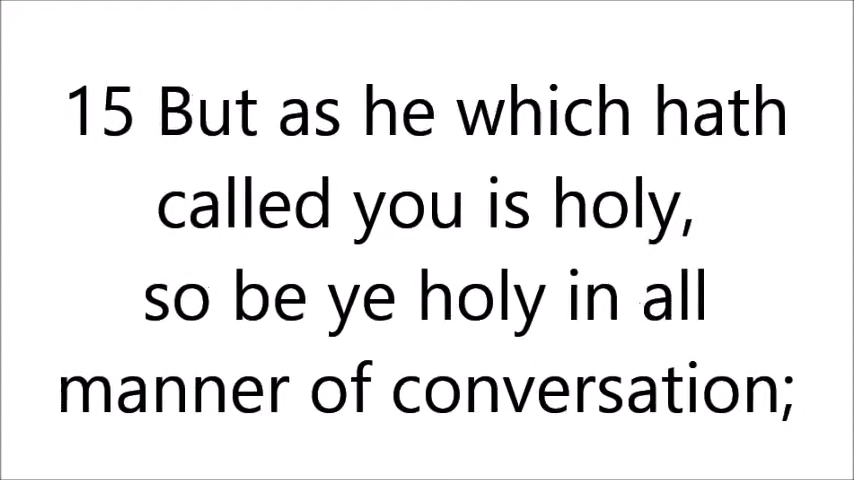 15 But as he which hath
called you is holy,
so be ye holy in all
manner of conversation;